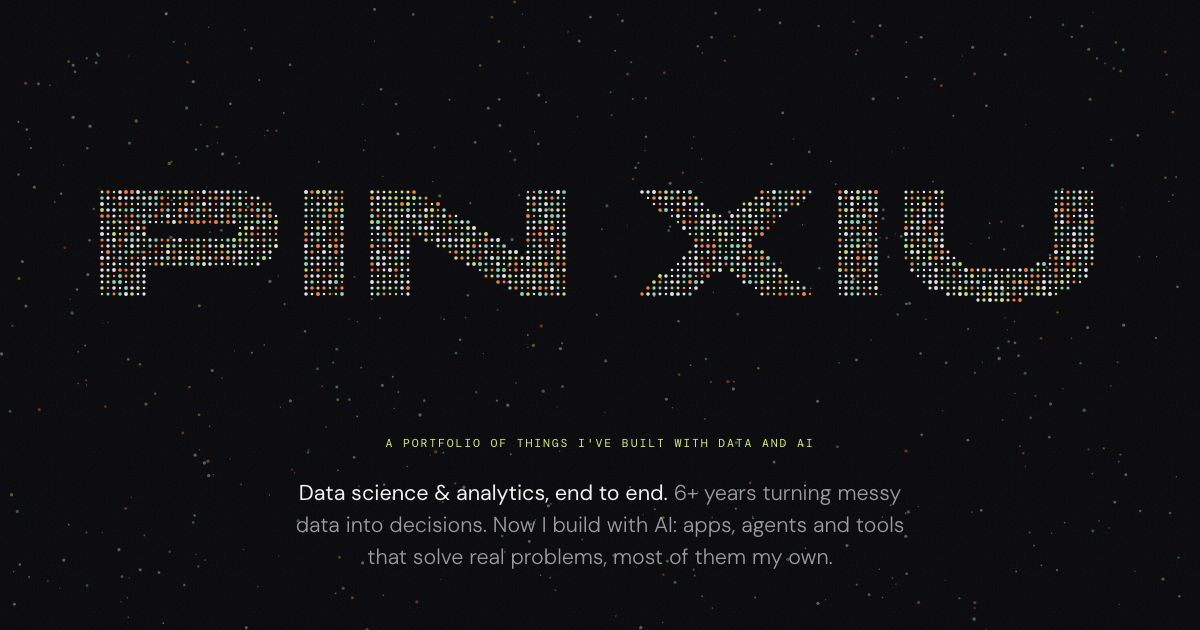 PIN XIU
A PORTFOLIO OF THINGS I'VE BUILT WITH DATA AND AI
Data science & analytics, end to end. 6+ years turning messy
data into decisions. Now I build with AI: apps, agents and tools
that solve real problems, most of them my own.